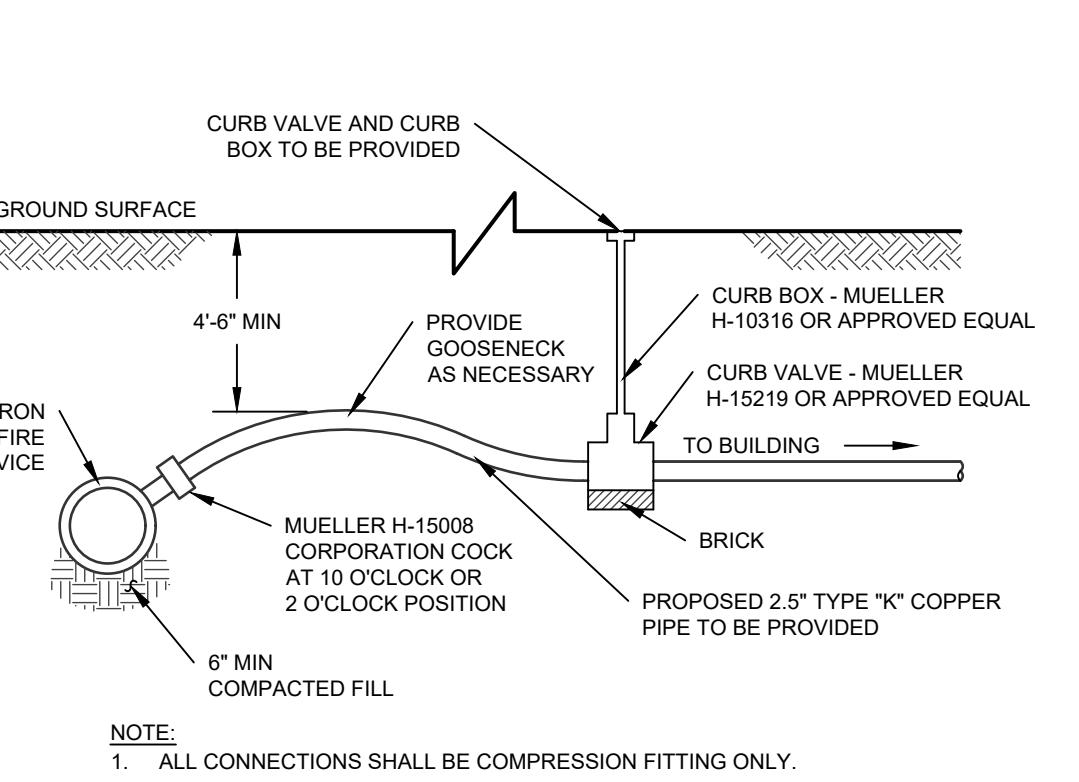 CURB VALVE AND CURB
BOX TO BE PROVIDED
GROUND SURFACE
4'-6" MIN
PROVIDE
GOOSENECK
AS NECESSARY
CURB BOX - MUELLER
H-10316 OR APPROVED EQUAL
CURB VALVE - MUELLER
H-15219 OR APPROVED EQUAL
RON
FIRE
VICE
TO BUILDING
MUELLER H-15008
CORPORATION COCK
AT 10 O'CLOCK OR
2 O'CLOCK POSITION
BRICK
PROPOSED 2.5" TYPE "K" COPPER
PIPE TO BE PROVIDED
6" MIN
COMPACTED FILL
NOTE:
1. ALL CONNECTIONS SHALL BE COMPRESSION FITTING ONLY.